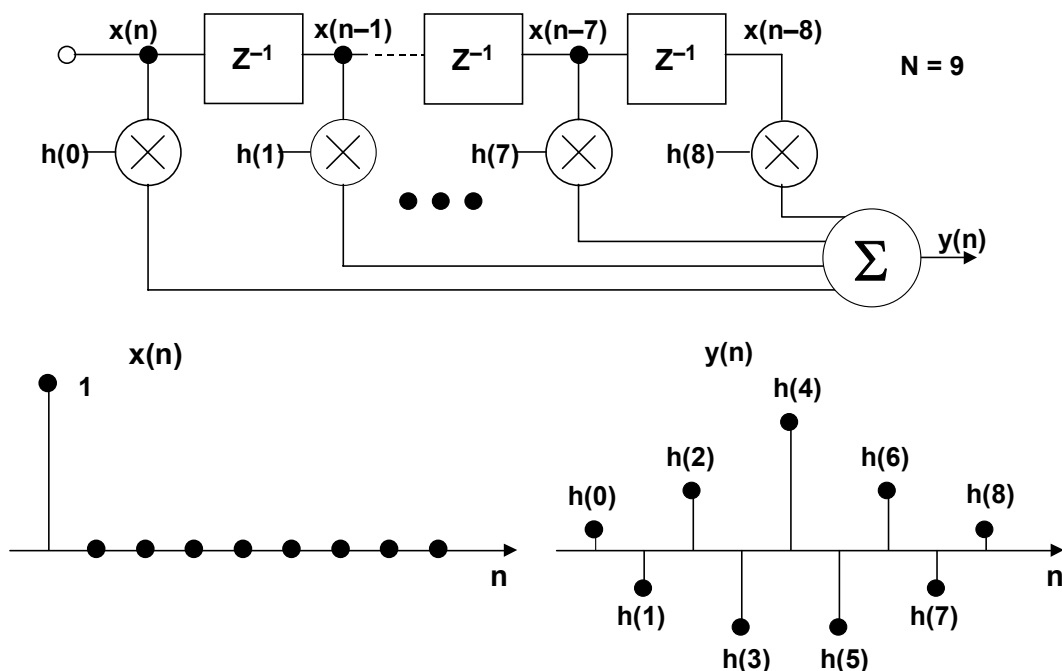 x(n) x(n–1) x(n–7) x(n–8)
Z–1 Z–1 Z–1 N = 9
h(0) h(1) h(7) h(8)
Σ y(n)
x(n) y(n)
1 h(4)
h(2) h(6)
h(0) h(8)
n n
h(1) h(7)
h(3) h(5)